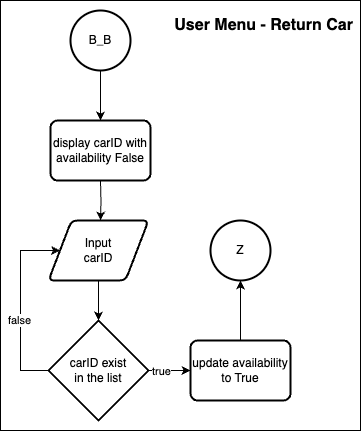 User Menu - Return Car
B_B
display carID with
availability False
Input
carID
Z
false
carID exist
in the list
true
update availability
to True